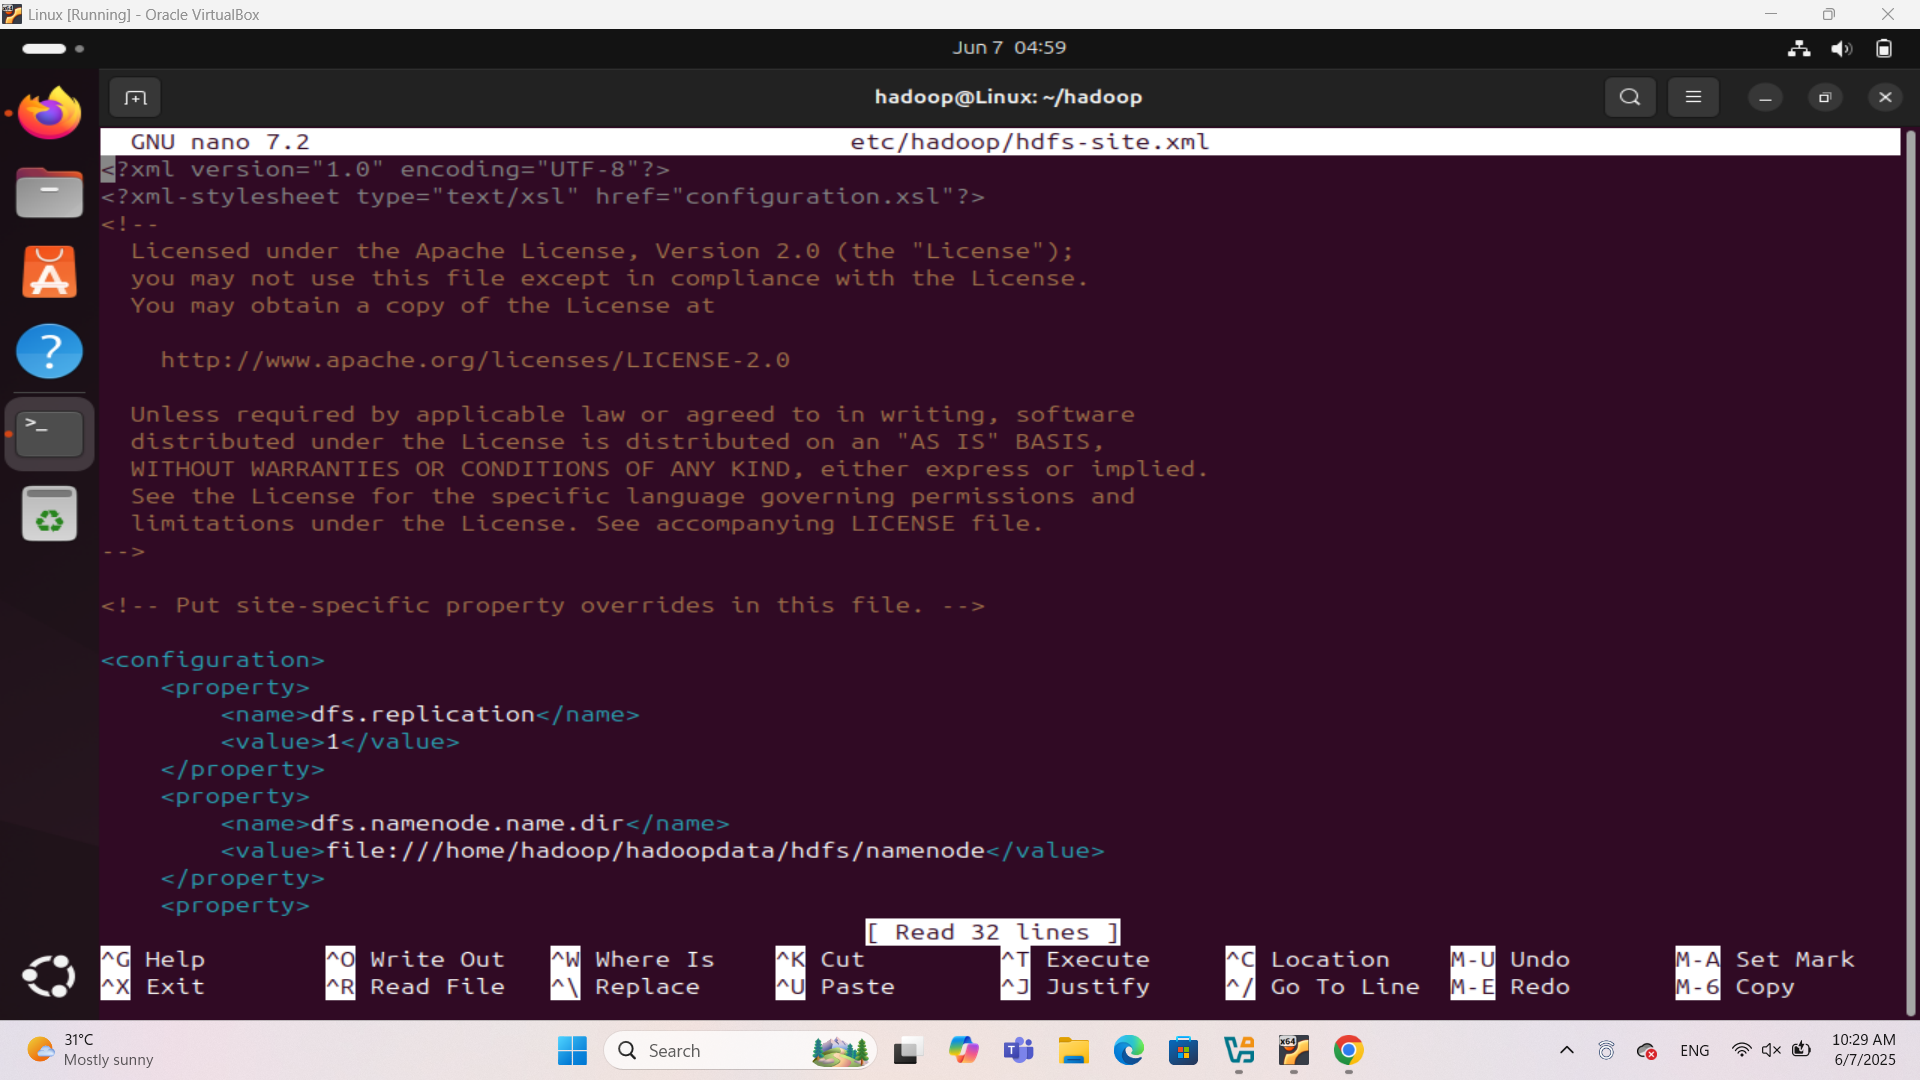 Linux [Running] - Oracle VirtualBox
Jun 7 04:59
hadoop@Linux: ~/hadoop
GNU nano 7.2 etc/hadoop/hdfs-site.xml
<?xml version="1.0" encoding="UTF-8"?>
<?xml-stylesheet type="text/xsl" href="configuration.xsl"?>
<!--
  Licensed under the Apache License, Version 2.0 (the "License");
  you may not use this file except in compliance with the License.
  You may obtain a copy of the License at
    http://www.apache.org/licenses/LICENSE-2.0
  Unless required by applicable law or agreed to in writing, software
  distributed under the License is distributed on an "AS IS" BASIS,
  WITHOUT WARRANTIES OR CONDITIONS OF ANY KIND, either express or implied.
  See the License for the specific language governing permissions and
  limitations under the License. See accompanying LICENSE file.
-->
<!-- Put site-specific property overrides in this file. -->
<configuration>
    <property>
        <name>dfs.replication</name>
        <value>1</value>
    </property>
    <property>
        <name>dfs.namenode.name.dir</name>
        <value>file:///home/hadoop/hadoopdata/hdfs/namenode</value>
    </property>
    <property>
[ Read 32 lines ]
^G Help ^O Write Out ^W Where Is ^K Cut ^T Execute ^C Location M-U Undo M-A Set Mark
^X Exit ^R Read File ^\ Replace ^U Paste ^J Justify ^/ Go To Line M-E Redo M-6 Copy
31°C
Mostly sunny
Search
ENG
10:29 AM
6/7/2025